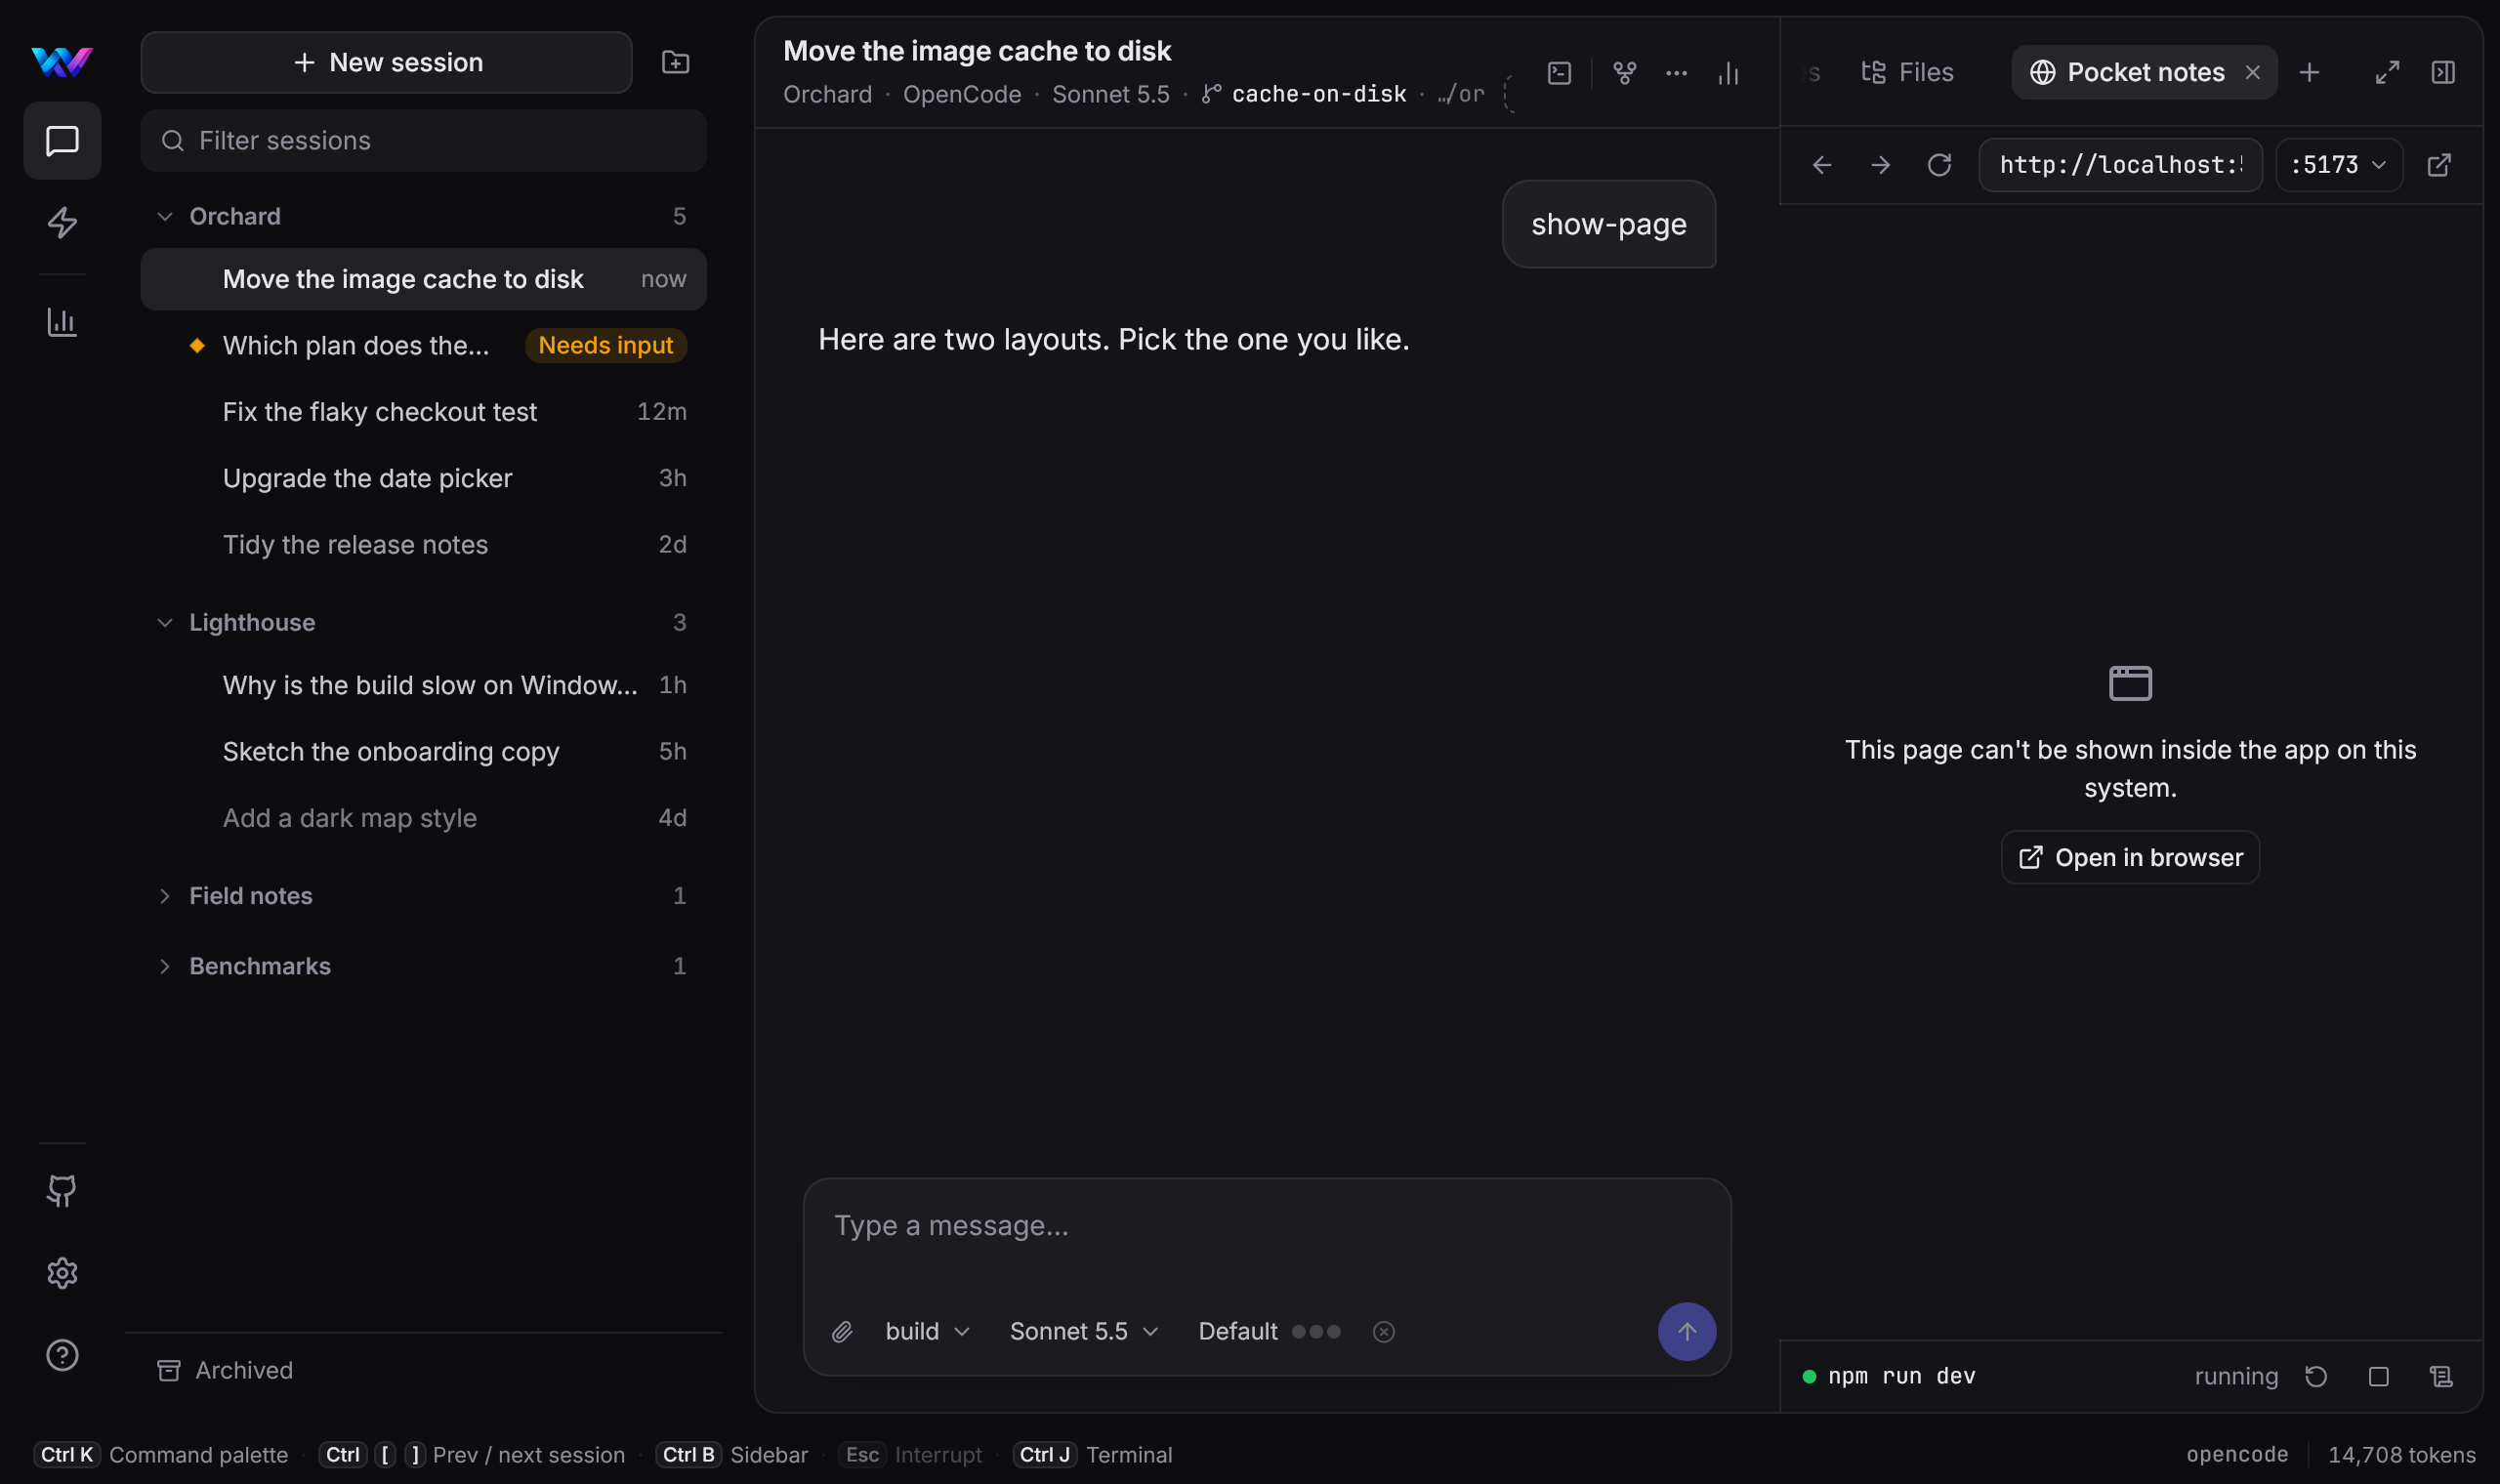 New session
Filter sessions
Orchard 5
Move the image cache to disk now
Which plan does the... Needs input
Fix the flaky checkout test 12m
Upgrade the date picker 3h
Tidy the release notes 2d
Lighthouse 3
Why is the build slow on Window... 1h
Sketch the onboarding copy 5h
Add a dark map style 4d
Field notes 1
Benchmarks 1
Archived
Move the image cache to disk
Orchard · OpenCode · Sonnet 5.5 · cache-on-disk · …/or
show-page
Here are two layouts. Pick the one you like.
Type a message...
build Sonnet 5.5 Default
s Files Pocket notes
http://localhost: :5173
This page can't be shown inside the app on this
system.
Open in browser
npm run dev running
Ctrl K Command palette · Ctrl [ ] Prev / next session · Ctrl B Sidebar · Esc Interrupt · Ctrl J Terminal
opencode 14,708 tokens